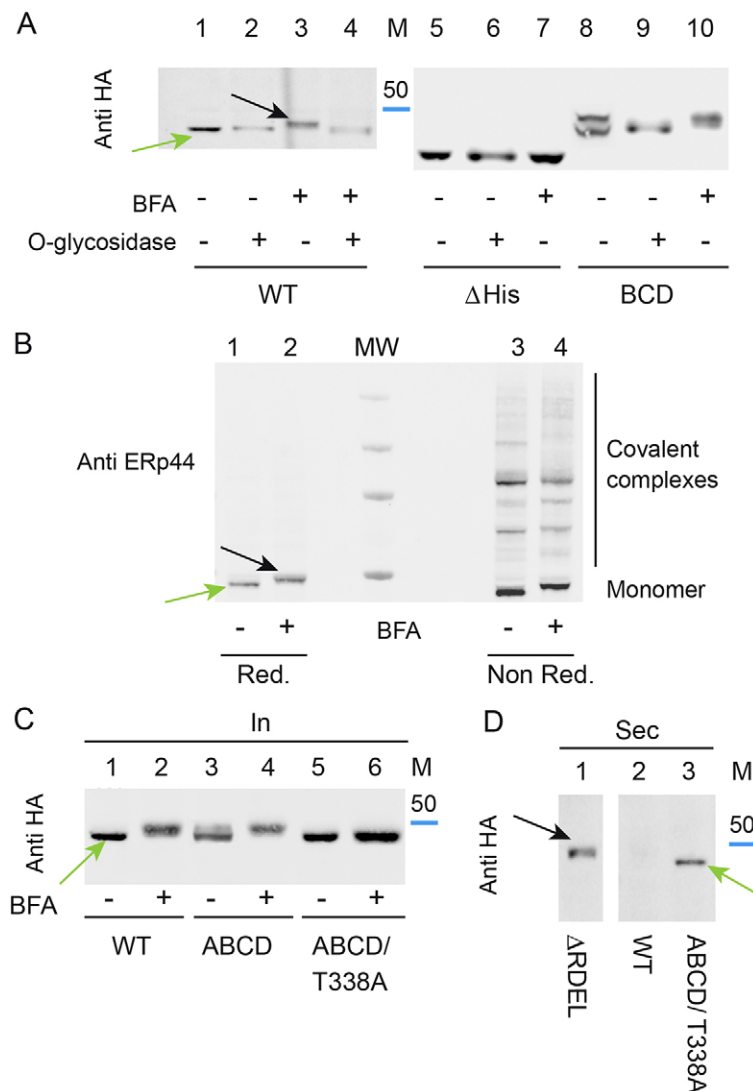 A
1 2 3 4 M 5 6 7 8 9 10
50
Anti HA
BFA - - + + - - + - - +
O-glycosidase - + - + - + - - + -
WT ΔHis BCD
B
1 2 MW 3 4
Anti ERp44
Covalent
complexes
Monomer
- + BFA - +
Red. Non Red.
C
In
1 2 3 4 5 6 M
50
Anti HA
BFA - + - + - +
WT ABCD ABCD/
T338A
D
Sec
1 2 3 M
50
Anti HA
ΔRDEL
WT
ABCD/ T338A